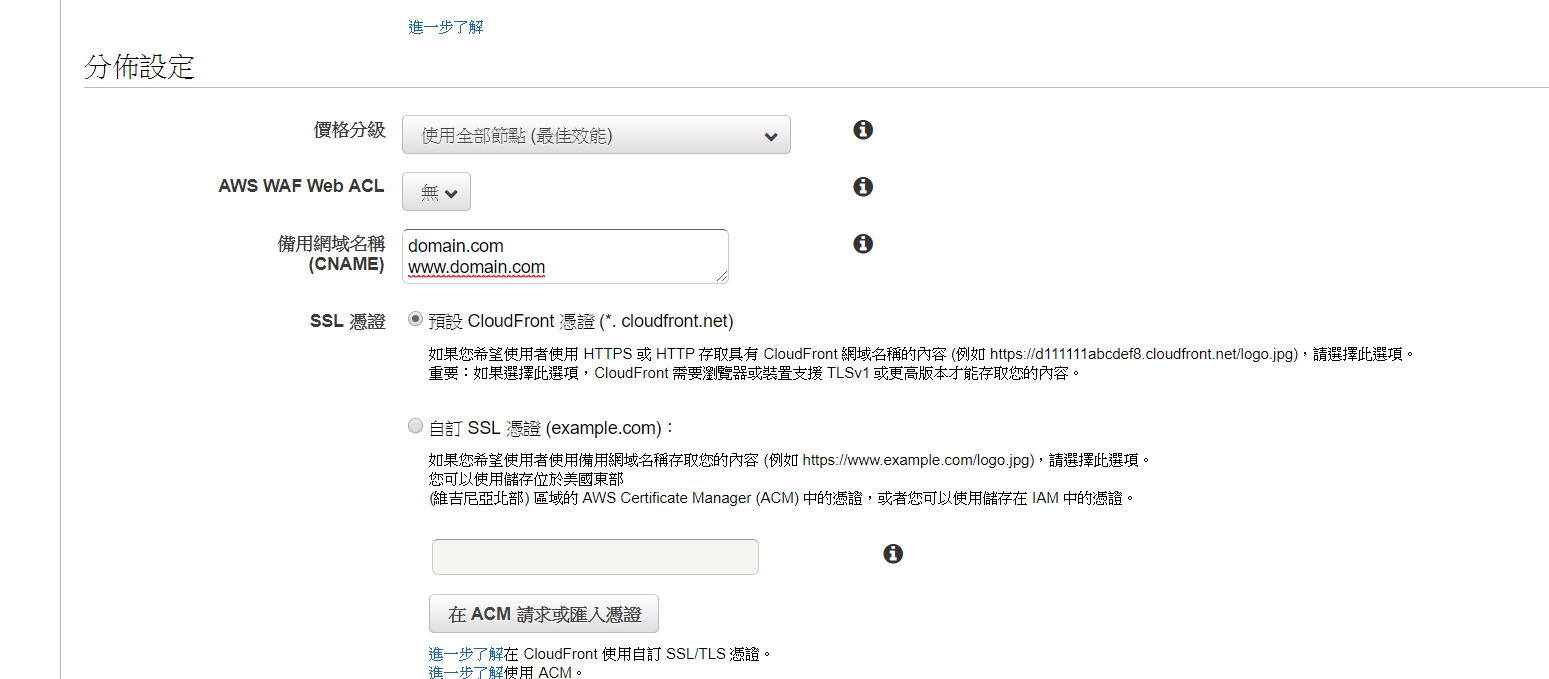 進一步了解
分佈設定
價格分級
使用全部節點 (最佳效能)
AWS WAF Web ACL
無
備用網域名稱
(CNAME)
domain.com
www.domain.com
SSL 憑證
預設 CloudFront 憑證 (*. cloudfront.net)
如果您希望使用者使用 HTTPS 或 HTTP 存取具有 CloudFront 網域名稱的內容 (例如 https://d111111abcdef8.cloudfront.net/logo.jpg)，請選擇此選項。
重要：如果選擇此選項，CloudFront 需要瀏覽器或裝置支援 TLSv1 或更高版本才能存取您的內容。
自訂 SSL 憑證 (example.com)：
如果您希望使用者使用備用網域名稱存取您的內容 (例如 https://www.example.com/logo.jpg)，請選擇此選項。
您可以使用儲存位於美國東部
(維吉尼亞北部) 區域的 AWS Certificate Manager (ACM) 中的憑證，或者您可以使用儲存在 IAM 中的憑證。
在 ACM 請求或匯入憑證
進一步了解在 CloudFront 使用自訂 SSL/TLS 憑證。
進一步了解使用 ACM。